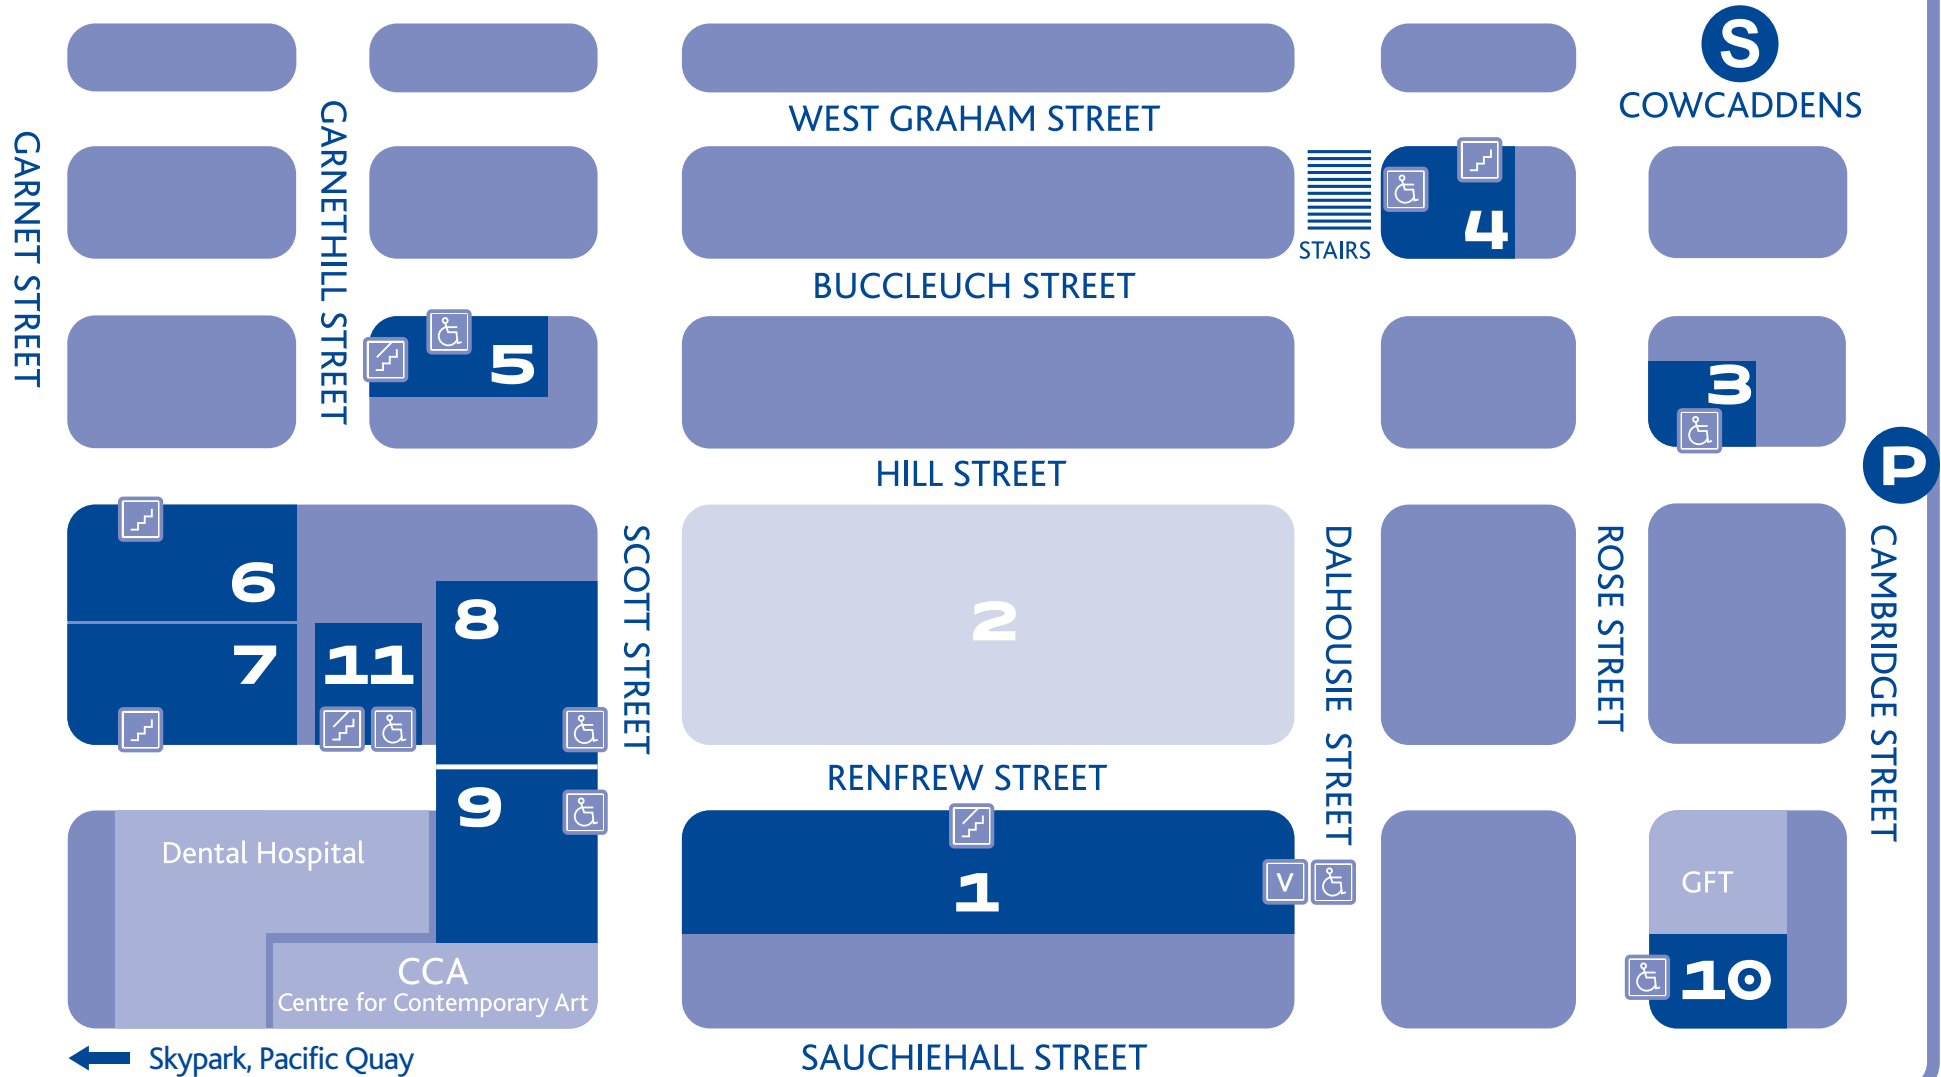 S
COWCADDENS
WEST GRAHAM STREET
GARNET STREET
GARNETHILL STREET
4
STAIRS
BUCCLEUCH STREET
5
3
P
HILL STREET
SCOTT STREET
DALHOUSIE STREET
ROSE STREET
CAMBRIDGE STREET
6
8
2
7
11
RENFREW STREET
9
Dental Hospital
1
V
GFT
CCA
Centre for Contemporary Art
10
Skypark, Pacific Quay
SAUCHIEHALL STREET